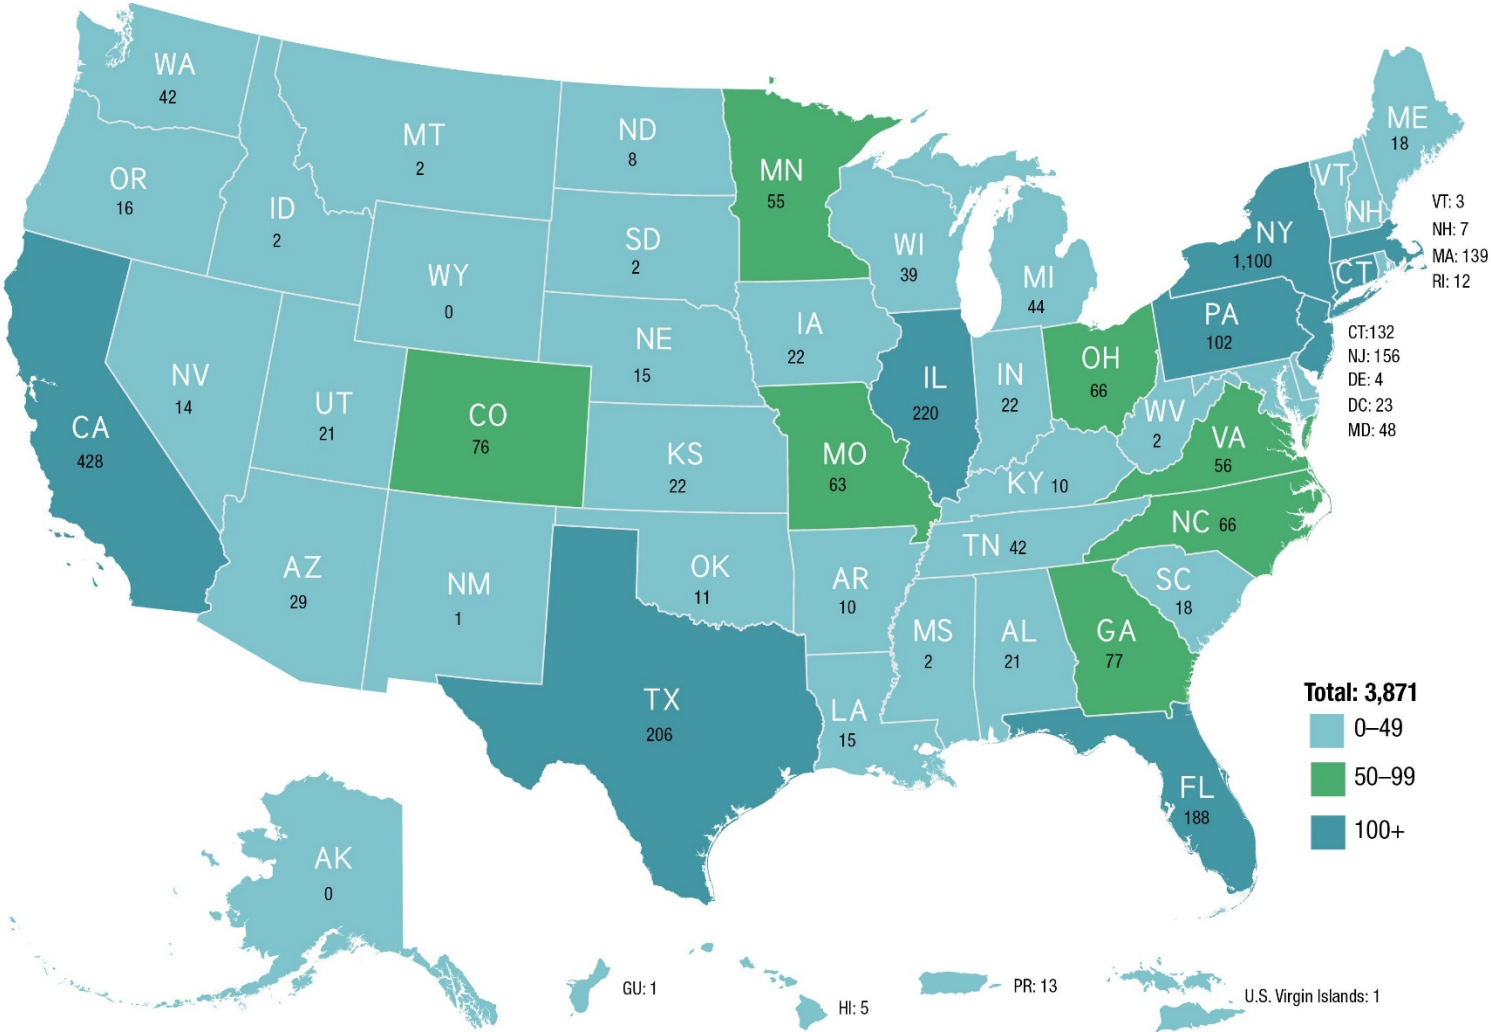 WA
42
OR
16
ID
2
MT
2
ND
8
MN
55
SD
2
WY
0
WI
39
MI
44
NY
1,100
VT
NH
ME
18
VT: 3
NH: 7
MA: 139
RI: 12
CT
CT:132
NJ: 156
DE: 4
DC: 23
MD: 48
PA
102
CA
428
NV
14
UT
21
CO
76
NE
15
IA
22
KS
22
MO
63
IL
220
IN
22
OH
66
WV
2
VA
56
KY 10
NC 66
TN 42
AZ
29
NM
1
OK
11
AR
10
SC
18
MS
2
AL
21
GA
77
TX
206
LA
15
FL
188
Total: 3,871
0–49
50–99
100+
AK
0
GU: 1
HI: 5
PR: 13
U.S. Virgin Islands: 1